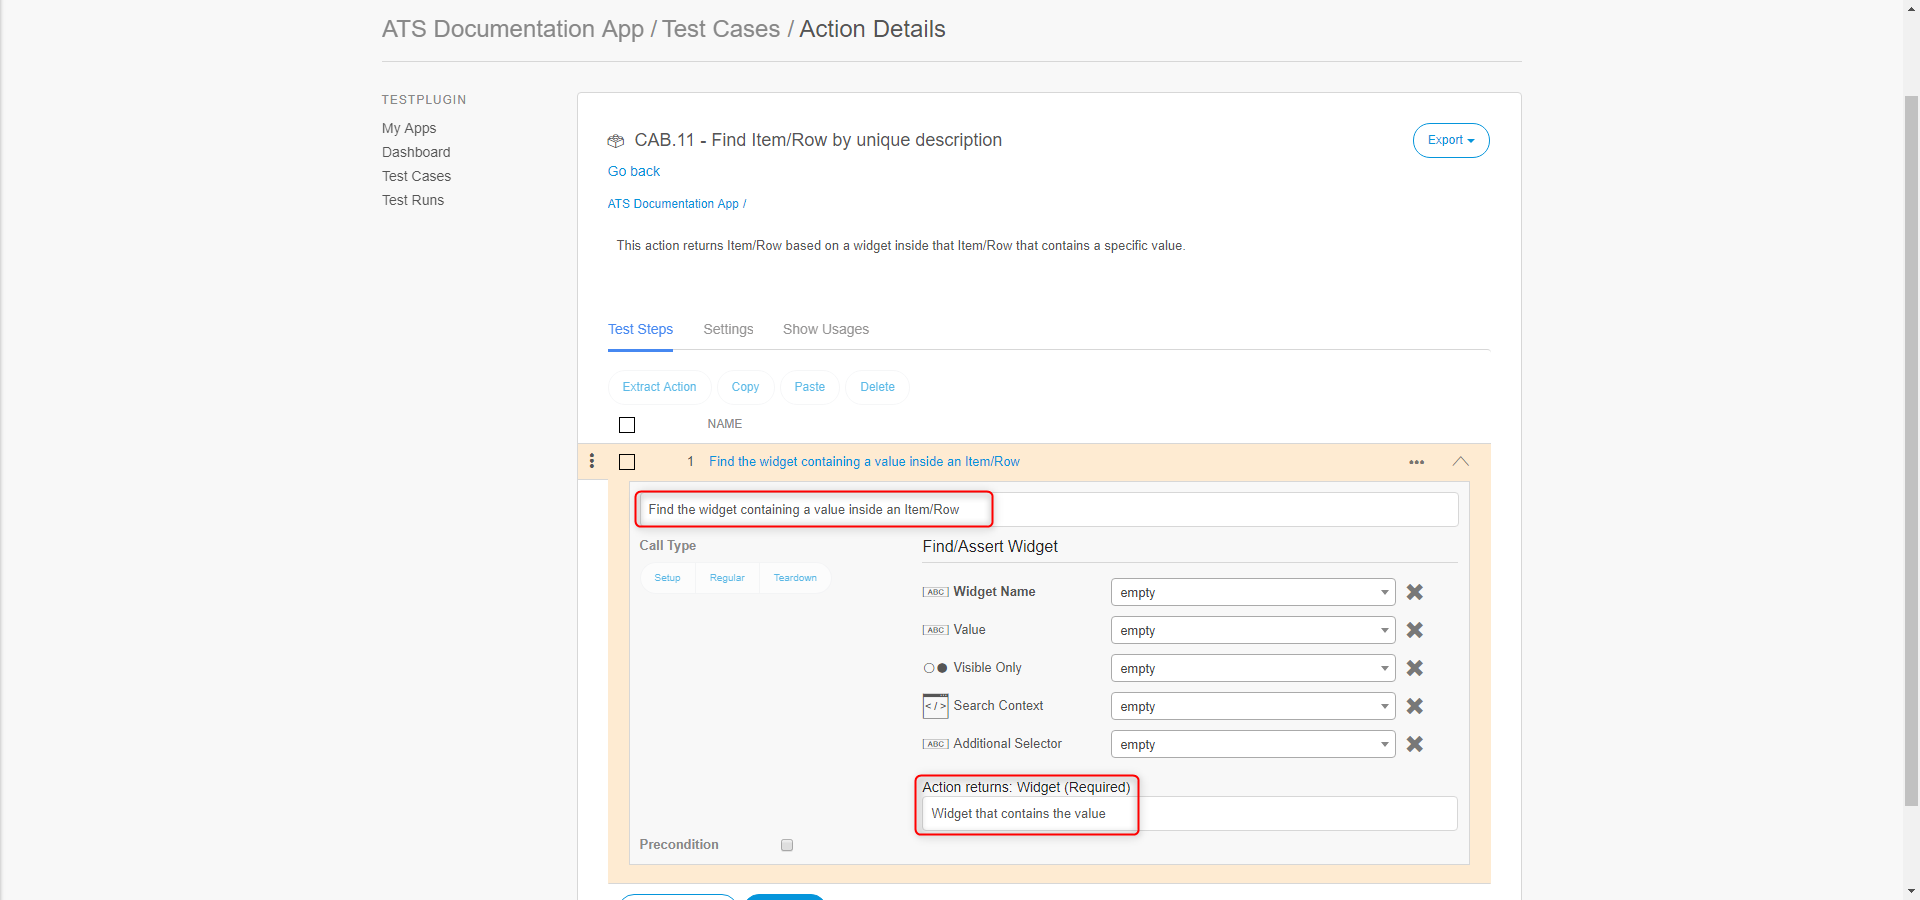 ATS Documentation App / Test Cases / Action Details
TESTPLUGIN
My Apps
Dashboard
Test Cases
Test Runs
CAB.11 - Find Item/Row by unique description
Export
Go back
ATS Documentation App /
This action returns Item/Row based on a widget inside that Item/Row that contains a specific value.
Test Steps Settings Show Usages
Extract Action Copy Paste Delete
NAME
1 Find the widget containing a value inside an Item/Row
Find the widget containing a value inside an Item/Row
Call Type
Setup Regular Teardown
Find/Assert Widget
ABC Widget Name empty
ABC Value empty
Visible Only empty
</> Search Context empty
ABC Additional Selector empty
Action returns: Widget (Required)
Widget that contains the value
Precondition